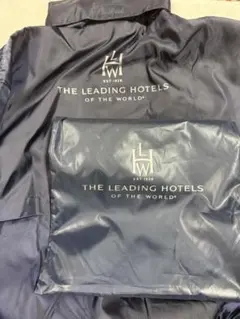 LHW
EST 1928
THE LEADING HOTELS
OF THE WORLD®
LHW
EST 1928
THE LEADING HOTELS
OF THE WORLD®